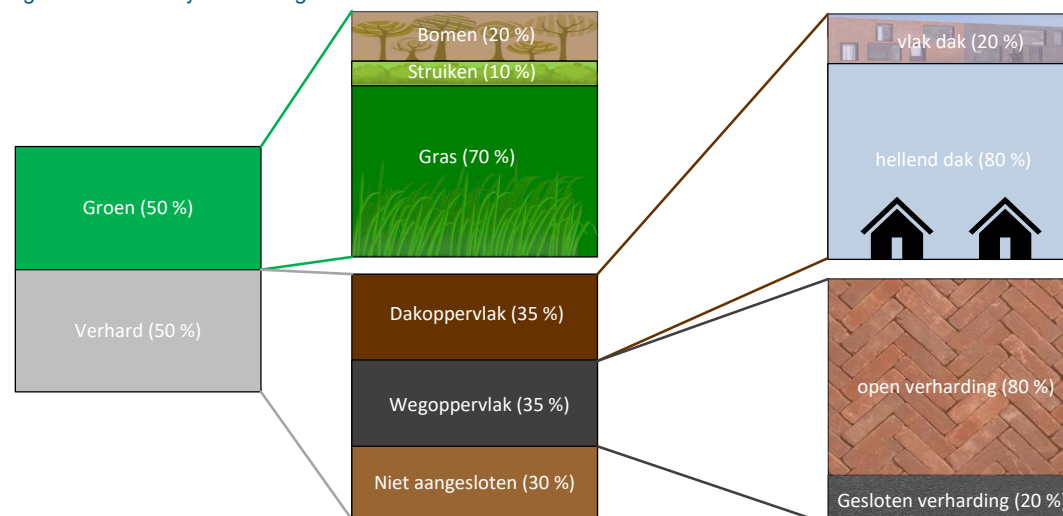 Groen (50 %)
Verhard (50 %)
Bomen (20 %)
Struiken (10 %)
Gras (70 %)
Dakoppervlak (35 %)
Wegoppervlak (35 %)
Niet aangesloten (30 %)
vlak dak (20 %)
hellend dak (80 %)
open verharding (80 %)
Gesloten verharding (20 %)